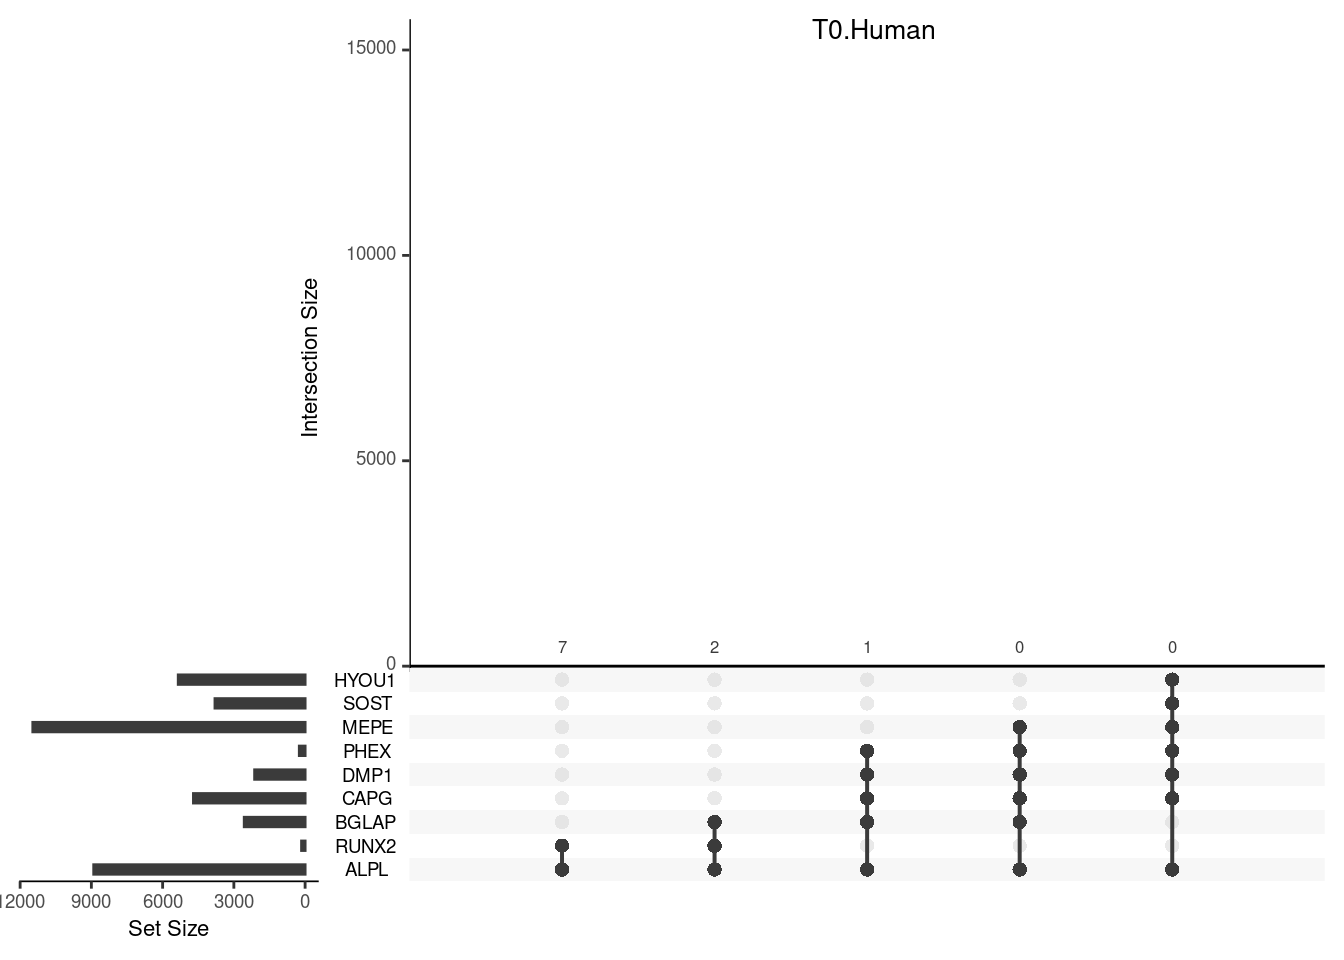 T0.Human
15000
10000
5000
0
Intersection Size
7 2 1 0 0
HYOU1
SOST
MEPE
PHEX
DMP1
CAPG
BGLAP
RUNX2
ALPL
12000 9000 6000 3000 0
Set Size